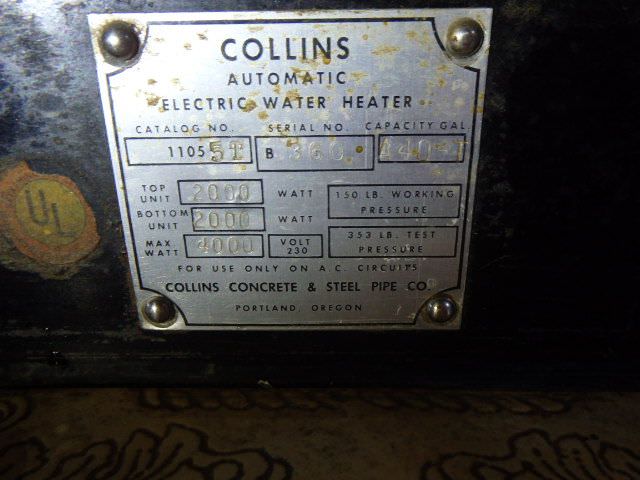 COLLINS
AUTOMATIC
ELECTRIC WATER HEATER
CATALOG NO. SERIAL NO. CAPACITY GAL.
1105 5T B 360
TOP UNIT 2000 WATT 150 LB. WORKING PRESSURE
BOTTOM UNIT 2000 WATT
MAX. WATT 4000 VOLT 230 353 LB. TEST PRESSURE
FOR USE ONLY ON A.C. CIRCUITS
COLLINS CONCRETE & STEEL PIPE CO.
PORTLAND, OREGON
UL